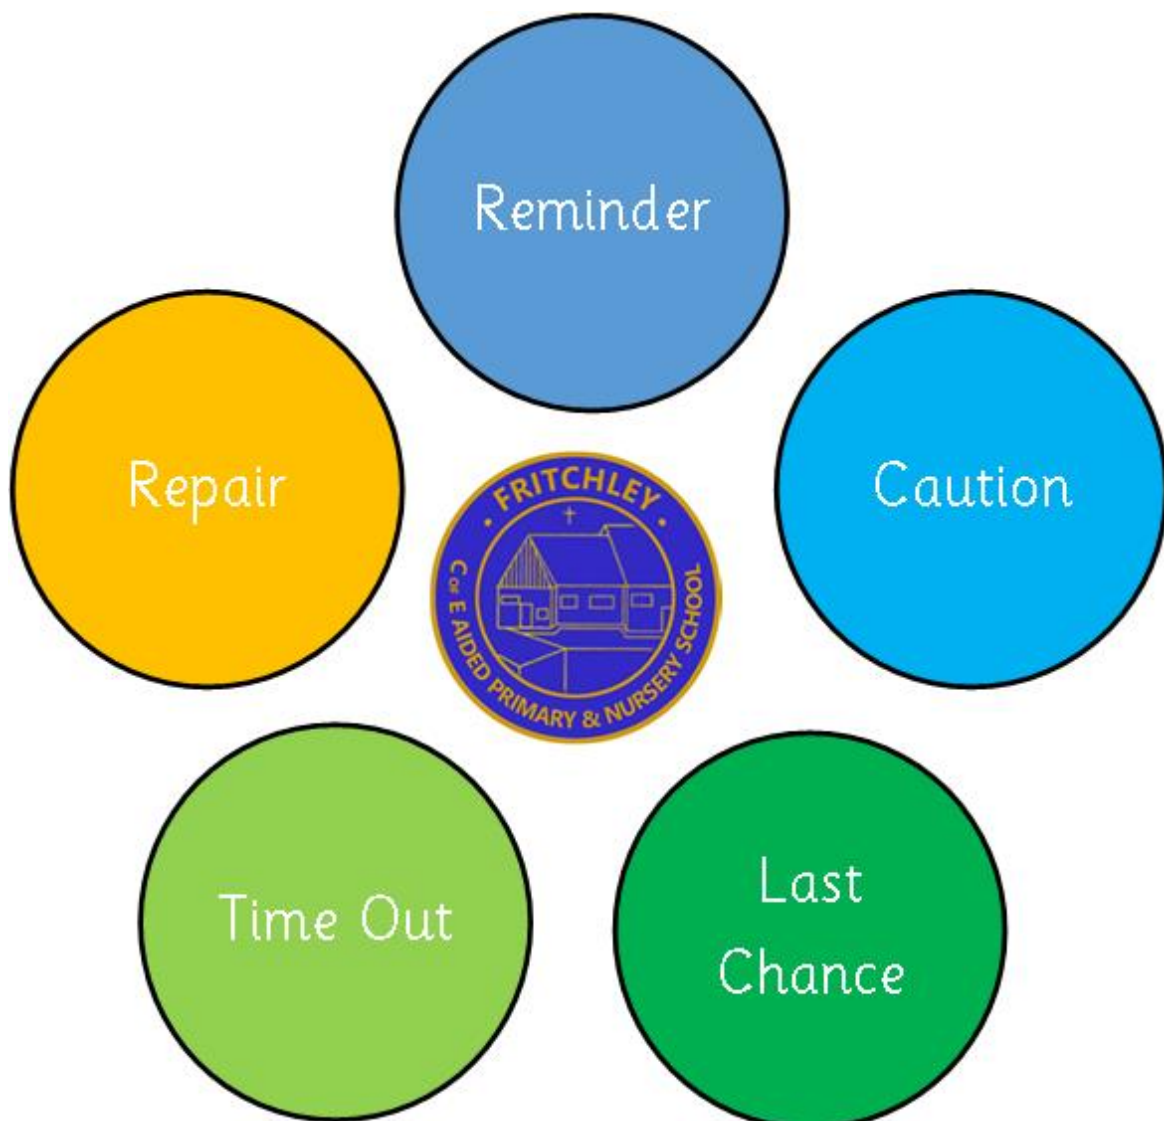 Reminder
Caution
Last
Chance
Time Out
Repair
· FRITCHLEY ·
C OF E AIDED PRIMARY & NURSERY SCHOOL